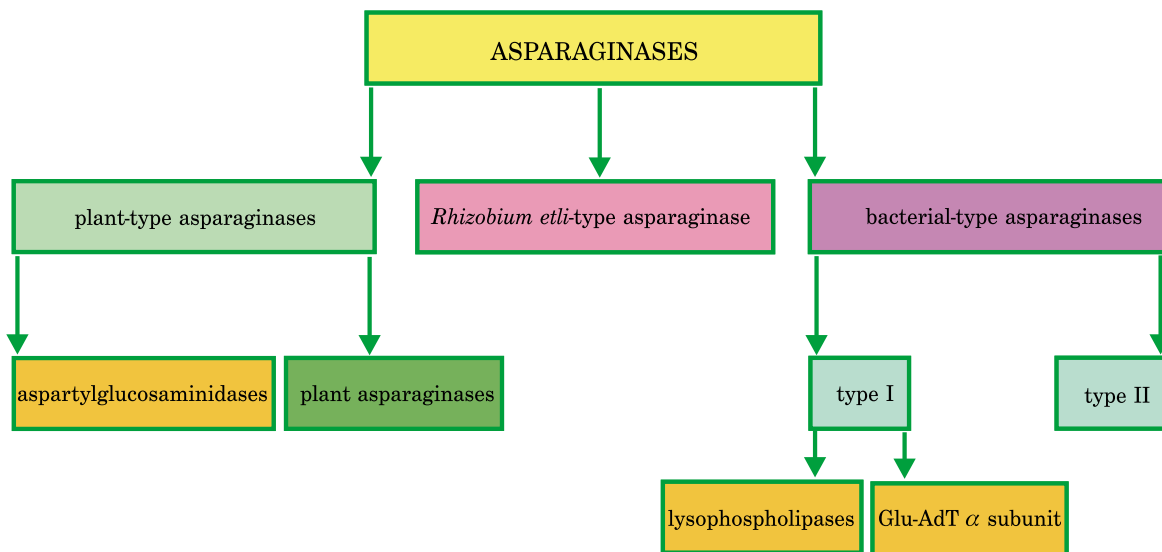 ASPARAGINASES
plant-type asparaginases
Rhizobium etli-type asparaginase
bacterial-type asparaginases
aspartylglucosaminidases
plant asparaginases
type I
type II
lysophospholipases
Glu-AdT α subunit